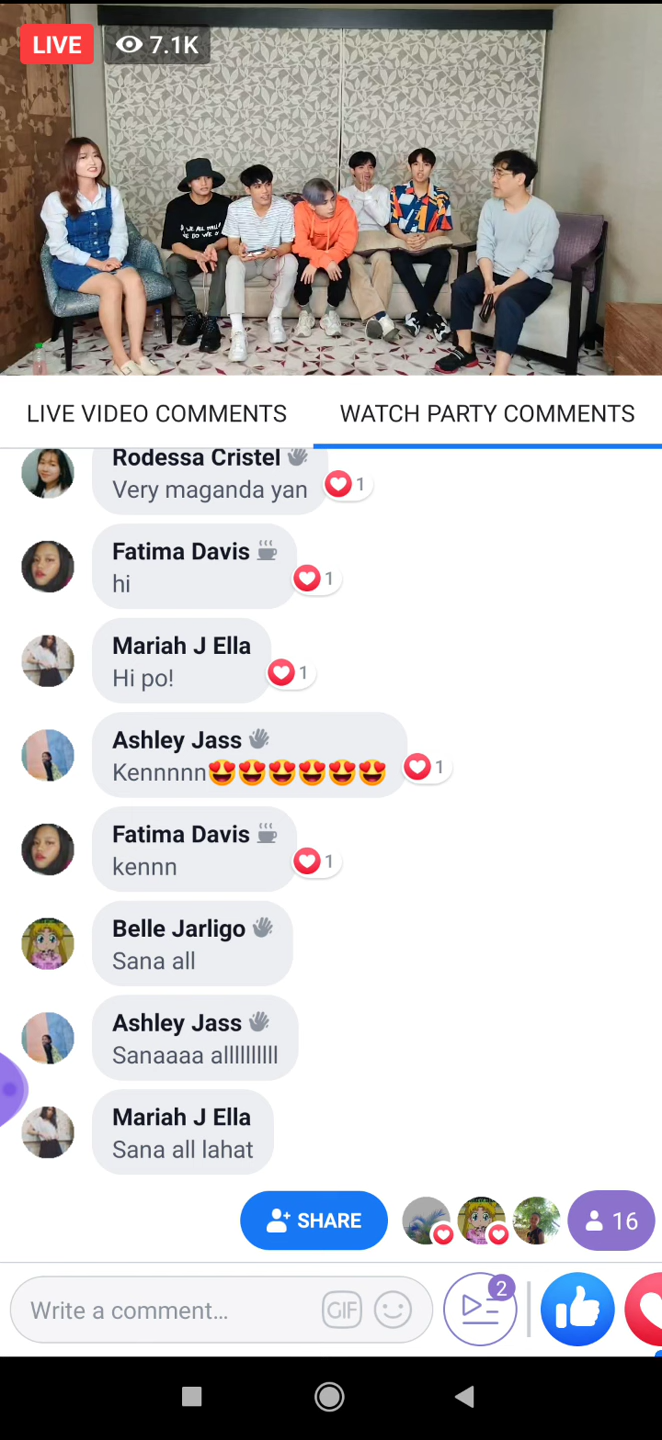 LIVE 7.1K
LIVE VIDEO COMMENTS
WATCH PARTY COMMENTS
Rodessa Cristel
Very maganda yan
1
Fatima Davis
hi
1
Mariah J Ella
Hi po!
1
Ashley Jass
Kennnnn😍😍😍😍😍😍
1
Fatima Davis
kennn
1
Belle Jarligo
Sana all
Ashley Jass
Sanaaaa allllllllll
Mariah J Ella
Sana all lahat
SHARE
16
Write a comment...
GIF
2